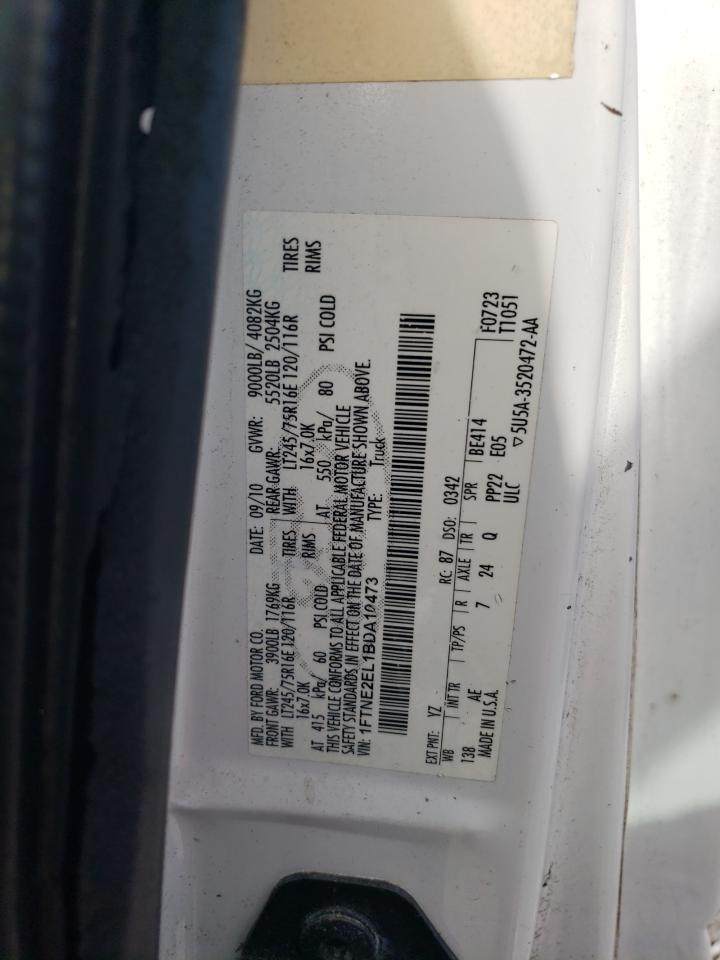 MFD. BY FORD MOTOR CO. DATE: 09/10 GVWR: 9000LB/ 4082KG
FRONT GAWR: 3900LB 1769KG REAR GAWR: 5520LB 2504KG
WITH LT245/75R16E 120/116R TIRES WITH LT245/75R16E 120/116R TIRES
16x7.0K RIMS 16x7.0K RIMS
AT 415 kPa/ 60 PSI COLD AT 550 kPa/ 80 PSI COLD
THIS VEHICLE CONFORMS TO ALL APPLICABLE FEDERAL MOTOR VEHICLE
SAFETY STANDARDS IN EFFECT ON THE DATE OF MANUFACTURE SHOWN ABOVE.
VIN: 1FTNE2EL1BDA10473 TYPE: Truck
EXT PNT: YZ RC: 87 DSO: 0342 F0723
WB INT TR TP/PS R AXLE TR SPR BE414 T1051
138 AE 7 24 Q PP22 E05
MADE IN U.S.A. ULC
▽5U5A-3520472-AA